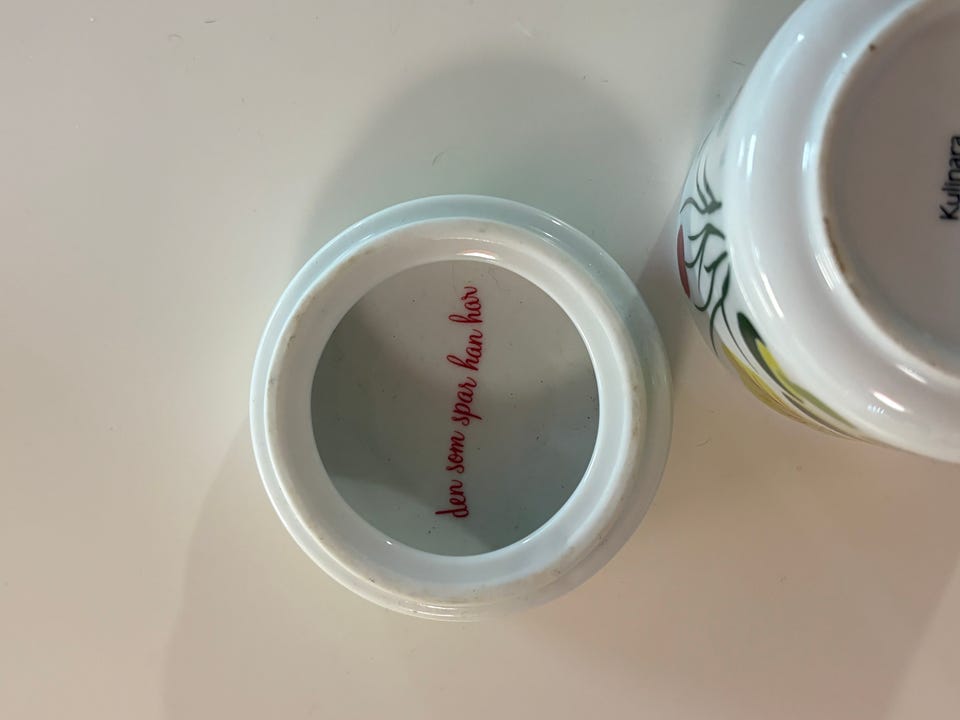 den som spar han har
Kulinara